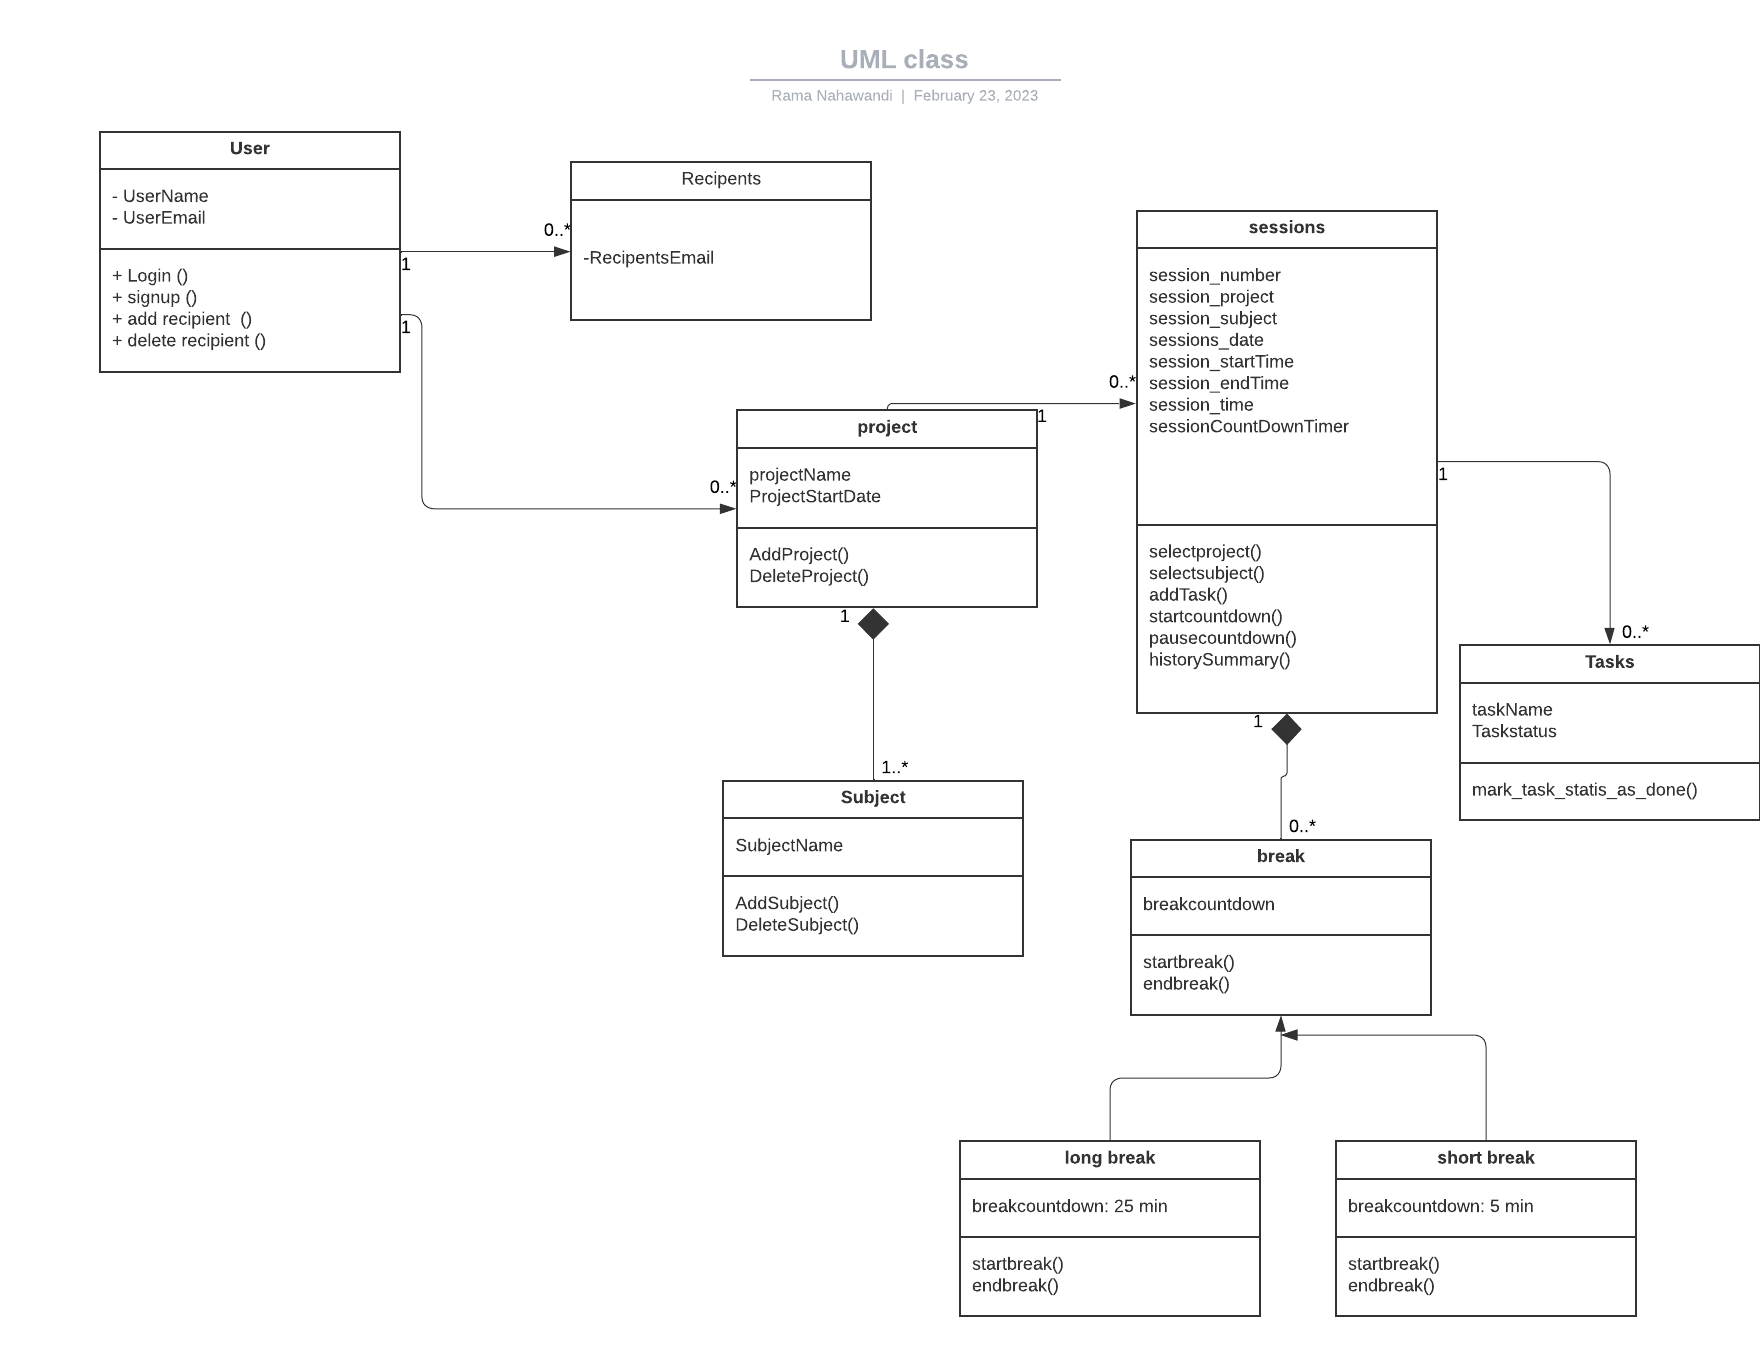 UML class
Rama Nahawandi | February 23, 2023
User
- UserName
- UserEmail
+ Login ()
+ signup ()
+ add recipient  ()
+ delete recipient ()
1
1
0..*
Recipents
-RecipentsEmail
0..*
project
projectName
ProjectStartDate
AddProject()
DeleteProject()
1
1
1..*
Subject
SubjectName
AddSubject()
DeleteSubject()
0..*
sessions
session_number
session_project
session_subject
sessions_date
session_startTime
session_endTime
session_time
sessionCountDownTimer
selectproject()
selectsubject()
addTask()
startcountdown()
pausecountdown()
historySummary()
1
1
0..*
Tasks
taskName
Taskstatus
mark_task_statis_as_done()
0..*
break
breakcountdown
startbreak()
endbreak()
long break
breakcountdown: 25 min
startbreak()
endbreak()
short break
breakcountdown: 5 min
startbreak()
endbreak()